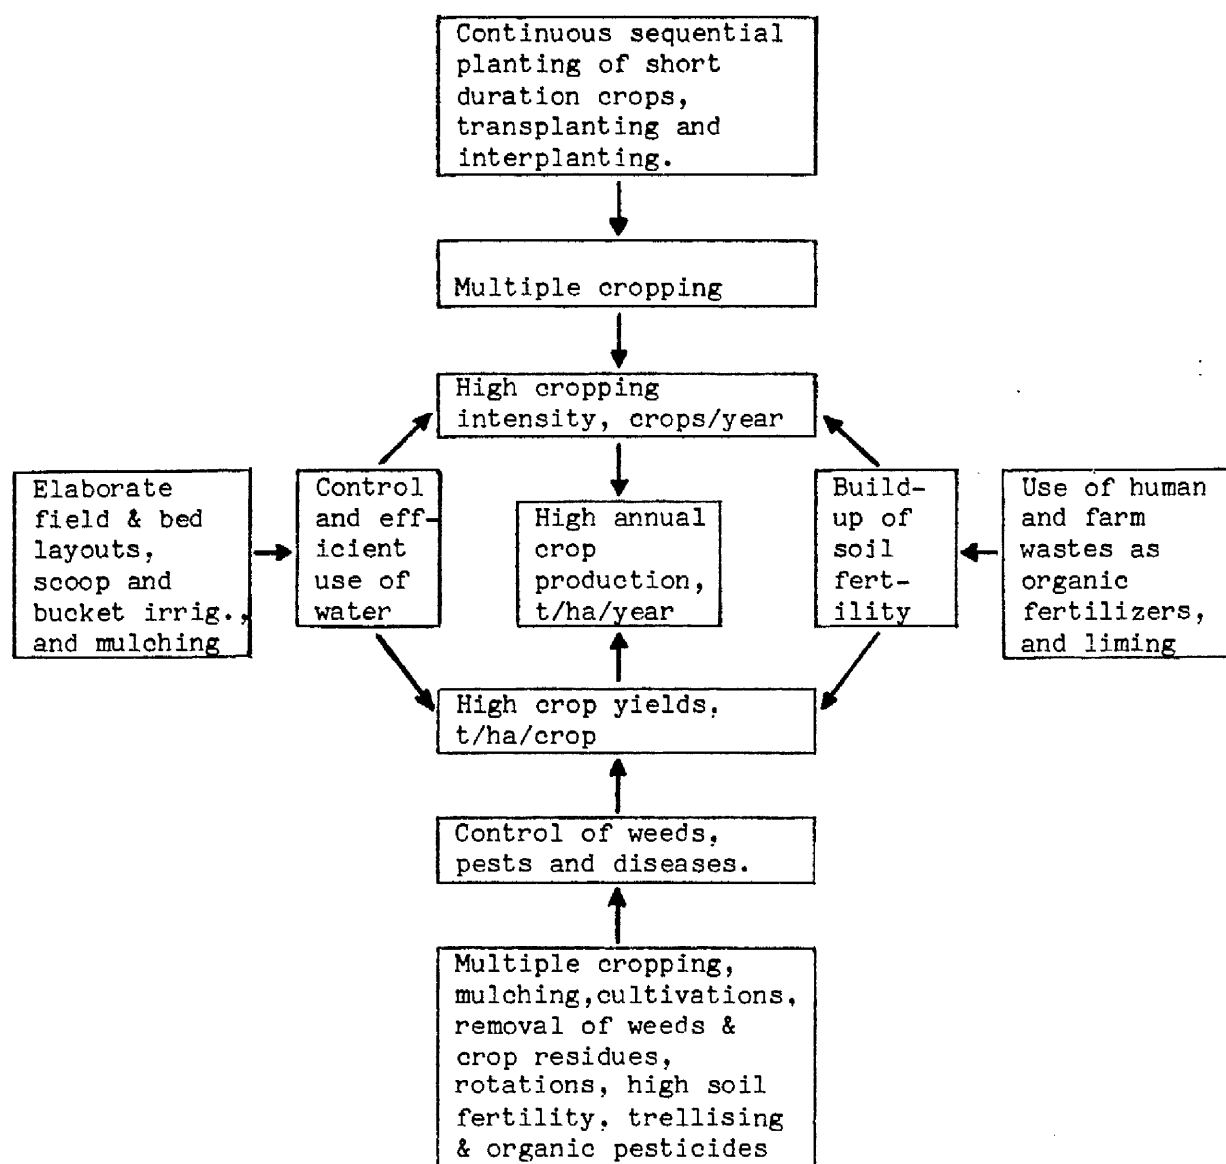 Continuous sequential
planting of short
duration crops,
transplanting and
interplanting.
Multiple cropping
High cropping
intensity, crops/year
Elaborate
field & bed
layouts,
scoop and
bucket irrig.,
and mulching
Control
and eff-
icient
use of
water
High annual
crop
production,
t/ha/year
Build-
up of
soil
fert-
ility
Use of human
and farm
wastes as
organic
fertilizers,
and liming
High crop yields,
t/ha/crop
Control of weeds,
pests and diseases.
Multiple cropping,
mulching,cultivations,
removal of weeds &
crop residues,
rotations, high soil
fertility, trellising
& organic pesticides